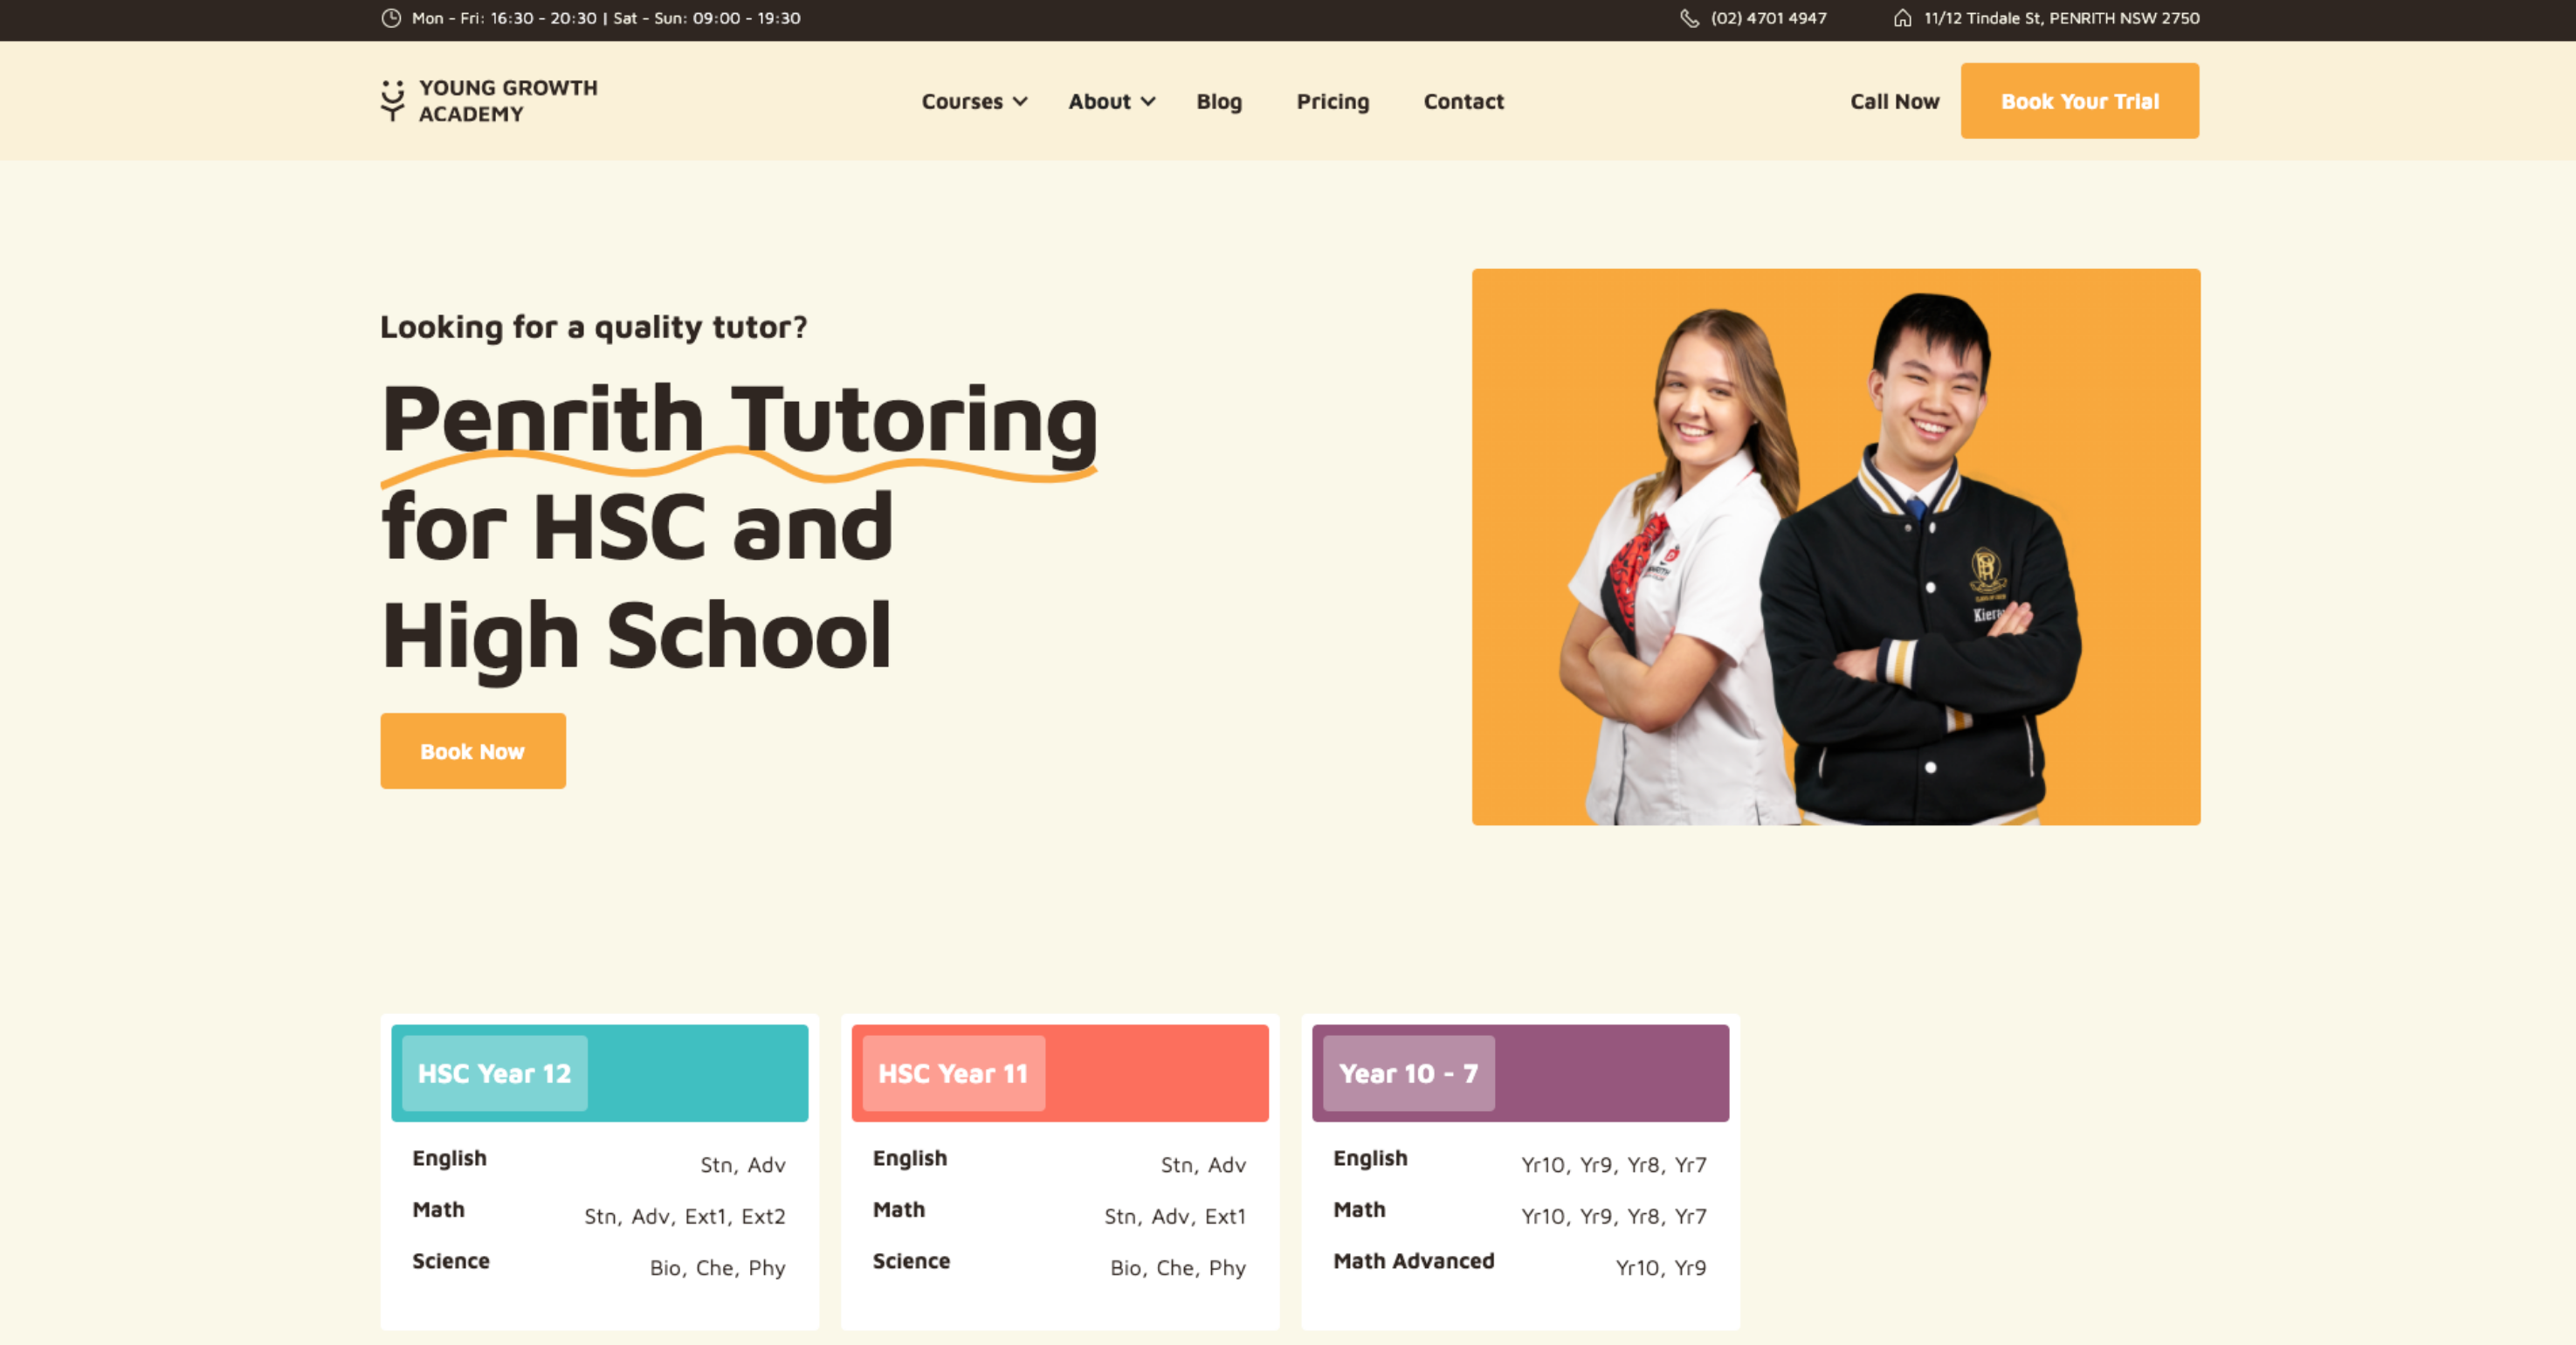 Mon - Fri: 16:30 - 20:30 | Sat - Sun: 09:00 - 19:30
(02) 4701 4947
11/12 Tindale St, PENRITH NSW 2750
YOUNG GROWTH
ACADEMY
Courses
About
Blog
Pricing
Contact
Call Now
Book Your Trial
Looking for a quality tutor?
Penrith Tutoring
for HSC and
High School
Book Now
HSC Year 12
English Stn, Adv
Math Stn, Adv, Ext1, Ext2
Science Bio, Che, Phy
HSC Year 11
English Stn, Adv
Math Stn, Adv, Ext1
Science Bio, Che, Phy
Year 10 - 7
English Yr10, Yr9, Yr8, Yr7
Math Yr10, Yr9, Yr8, Yr7
Math Advanced Yr10, Yr9